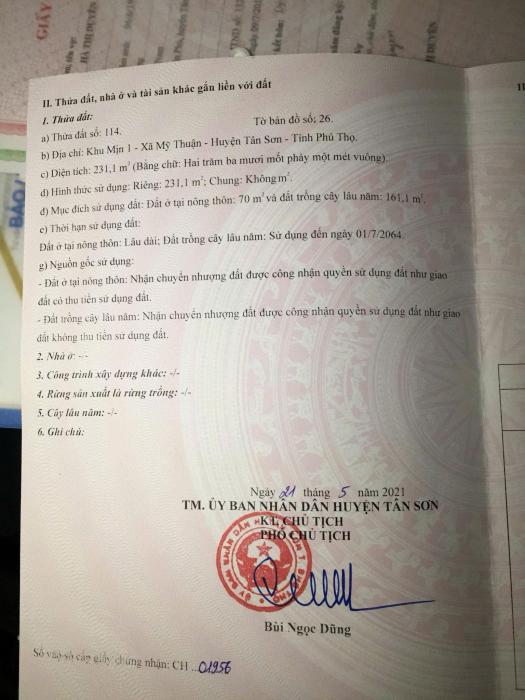 GIẤY
HÀ THỊ DUYÊN
II. Thửa đất, nhà ở và tài sản khác gắn liền với đất
1. Thửa đất:
a) Thửa đất số: 114. Tờ bản đồ số: 26.
b) Địa chỉ: Khu Mịn 1 - Xã Mỹ Thuận - Huyện Tân Sơn - Tỉnh Phú Thọ.
c) Diện tích: 231,1 m² (Bằng chữ: Hai trăm ba mươi mốt phảy một mét vuông).
d) Hình thức sử dụng: Riêng: 231,1 m²; Chung: Không m².
đ) Mục đích sử dụng đất: Đất ở tại nông thôn: 70 m² và đất trồng cây lâu năm: 161,1 m².
e) Thời hạn sử dụng đất:
Đất ở tại nông thôn: Lâu dài; Đất trồng cây lâu năm: Sử dụng đến ngày 01/7/2064
g) Nguồn gốc sử dụng:
- Đất ở tại nông thôn: Nhận chuyển nhượng đất được công nhận quyền sử dụng đất như giao
đất có thu tiền sử dụng đất.
- Đất trồng cây lâu năm: Nhận chuyển nhượng đất được công nhận quyền sử dụng đất như giao
đất không thu tiền sử dụng đất.
2. Nhà ở: -/-
3. Công trình xây dựng khác: -/-
4. Rừng sản xuất là rừng trồng: -/-
5. Cây lâu năm: -/-
6. Ghi chú:
Ngày 21 tháng 5 năm 2021
TM. ỦY BAN NHÂN DÂN HUYỆN TÂN SƠN
KT. CHỦ TỊCH
PHÓ CHỦ TỊCH
Bùi Ngọc Dũng
Số vào sổ cấp giấy chứng nhận: CH ..01956